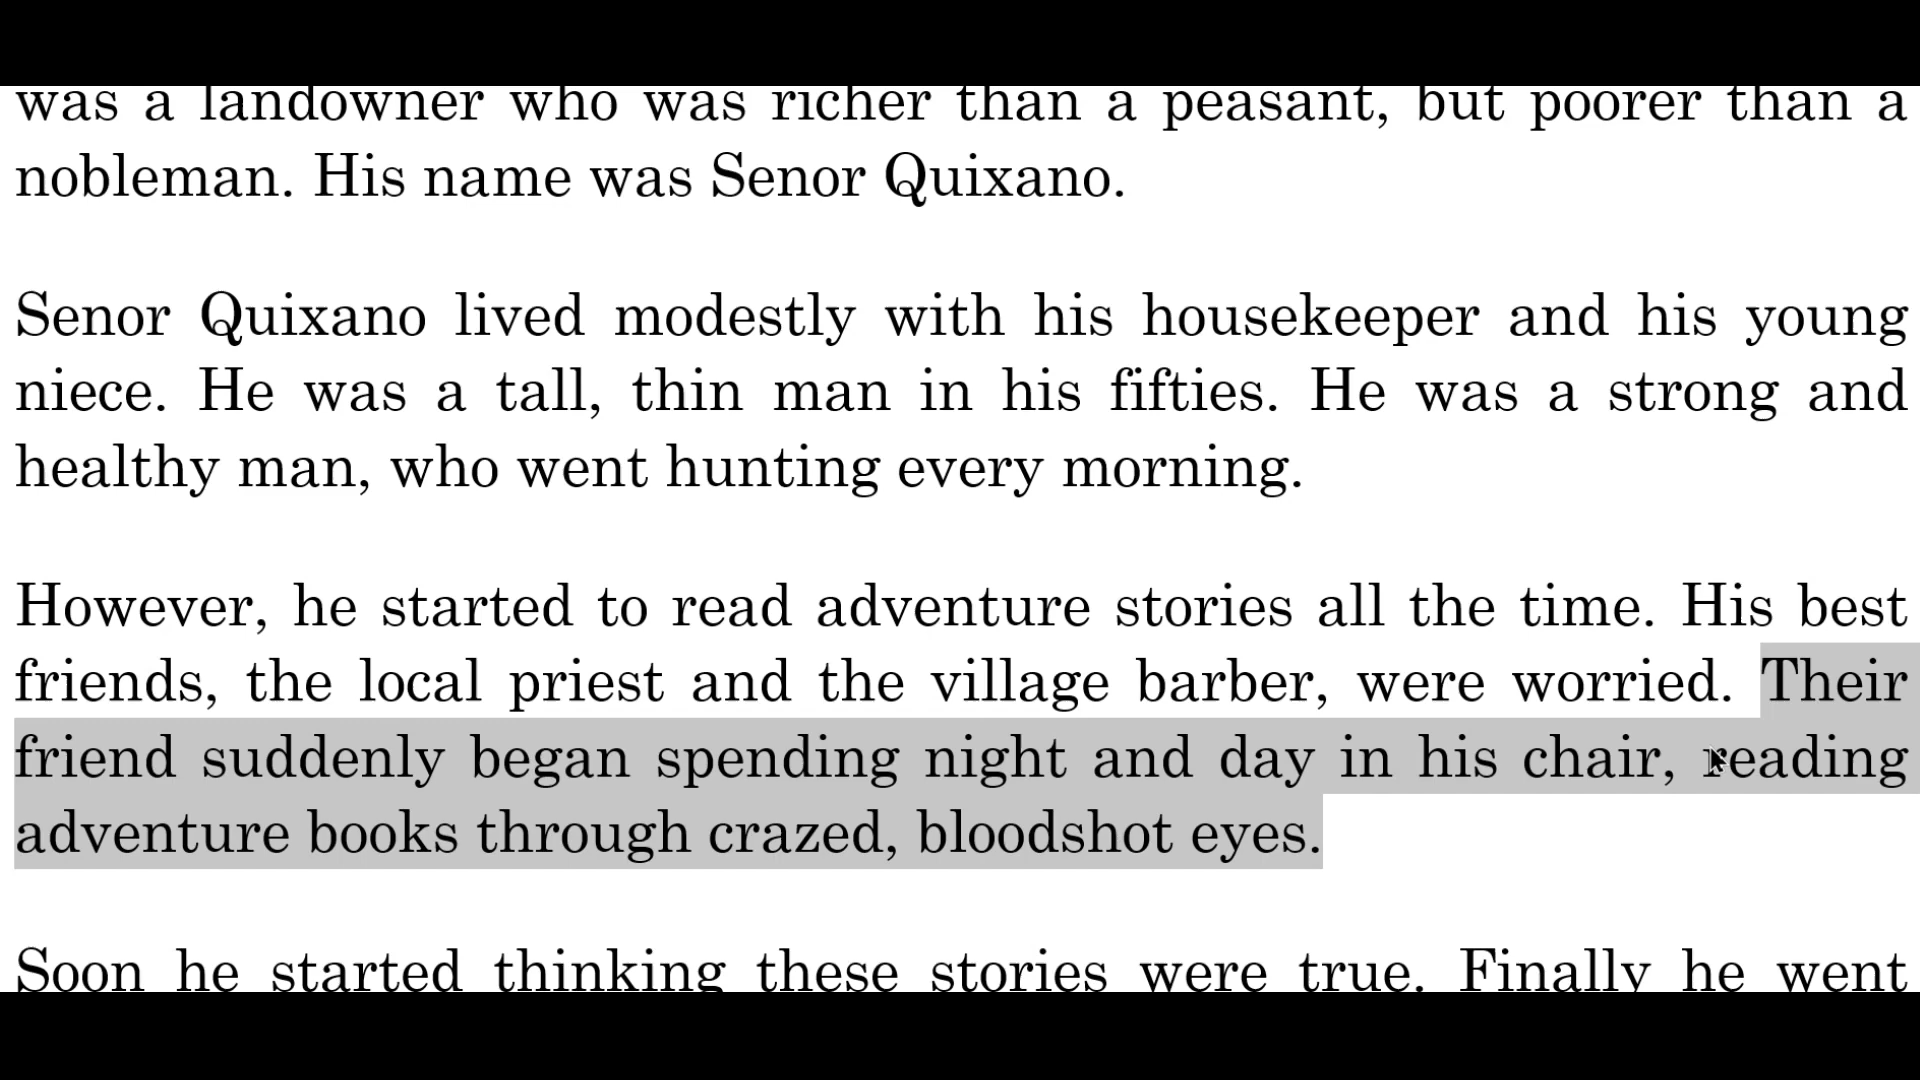 was a landowner who was richer than a peasant, but poorer than a
nobleman. His name was Senor Quixano.
Senor Quixano lived modestly with his housekeeper and his young
niece. He was a tall, thin man in his fifties. He was a strong and
healthy man, who went hunting every morning.
However, he started to read adventure stories all the time. His best
friends, the local priest and the village barber, were worried. Their
friend suddenly began spending night and day in his chair, reading
adventure books through crazed, bloodshot eyes.
Soon he started thinking these stories were true. Finally he went